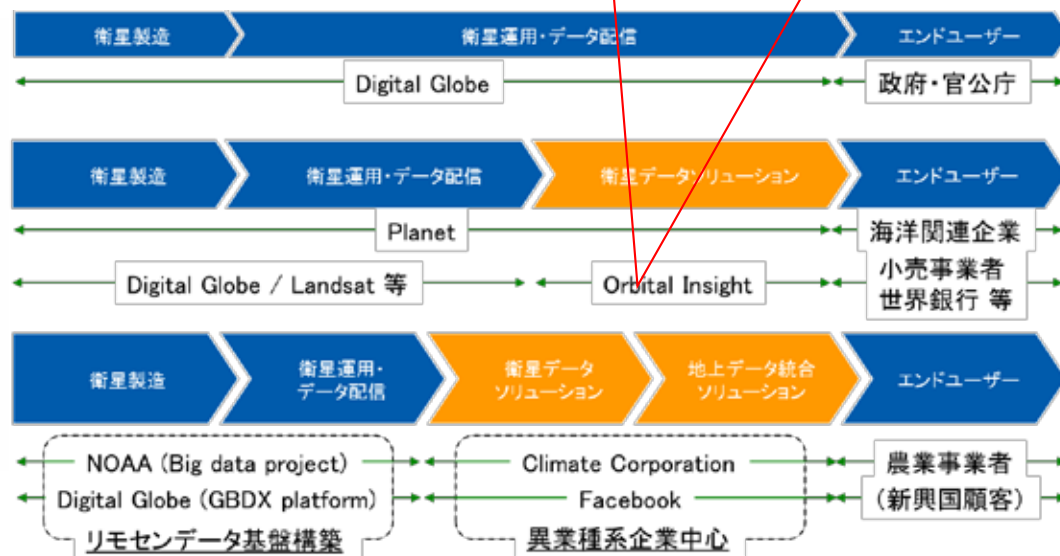 衛星製造
衛星運用・データ配信
エンドユーザー
Digital Globe
政府・官公庁
衛星製造
衛星運用・データ配信
衛星データソリューション
エンドユーザー
Planet
海洋関連企業
Digital Globe / Landsat 等
Orbital Insight
小売事業者
世界銀行 等
衛星製造
衛星運用・
データ配信
衛星データ
ソリューション
地上データ統合
ソリューション
エンドユーザー
NOAA (Big data project)
Climate Corporation
農業事業者
Digital Globe (GBDX platform)
Facebook
(新興国顧客)
リモセンデータ基盤構築
異業種系企業中心